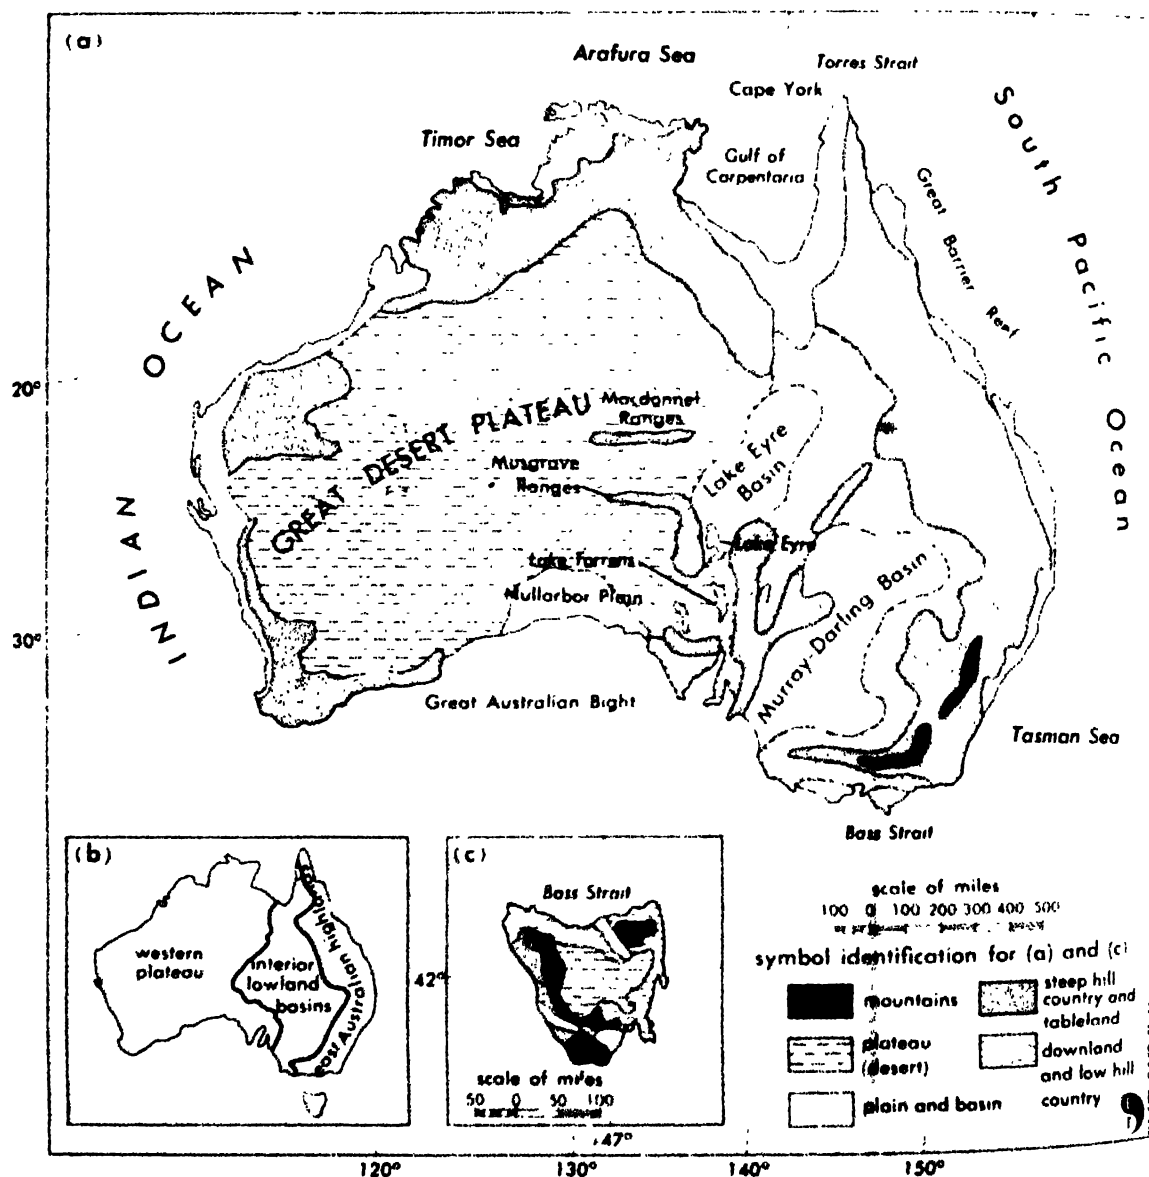 (a)
Arafura Sea
Torres Strait
Cape York
Timor Sea
Gulf of
Carpentaria
South Pacific Ocean
Great Barrier Reef
INDIAN OCEAN
20°
30°
GREAT DESERT PLATEAU
Macdonnel
Ranges
Musgrave
Ranges
Lake Eyre
Basin
Lake Eyre
Lake Torrens
Nullarbor Plain
Murray-Darling Basin
Great Australian Bight
Tasman Sea
Bass Strait
(b)
western
plateau
interior
lowland
basins
east Australian highlands
(c)
Bass Strait
42°
scale of miles
50 0 50 100
147°
scale of miles
100 0 100 200 300 400 500
symbol identification for (a) and (c)
mountains
steep hill
country and
tableland
plateau
(desert)
downland
and low hill
country
plain and basin
120°
130°
140°
150°